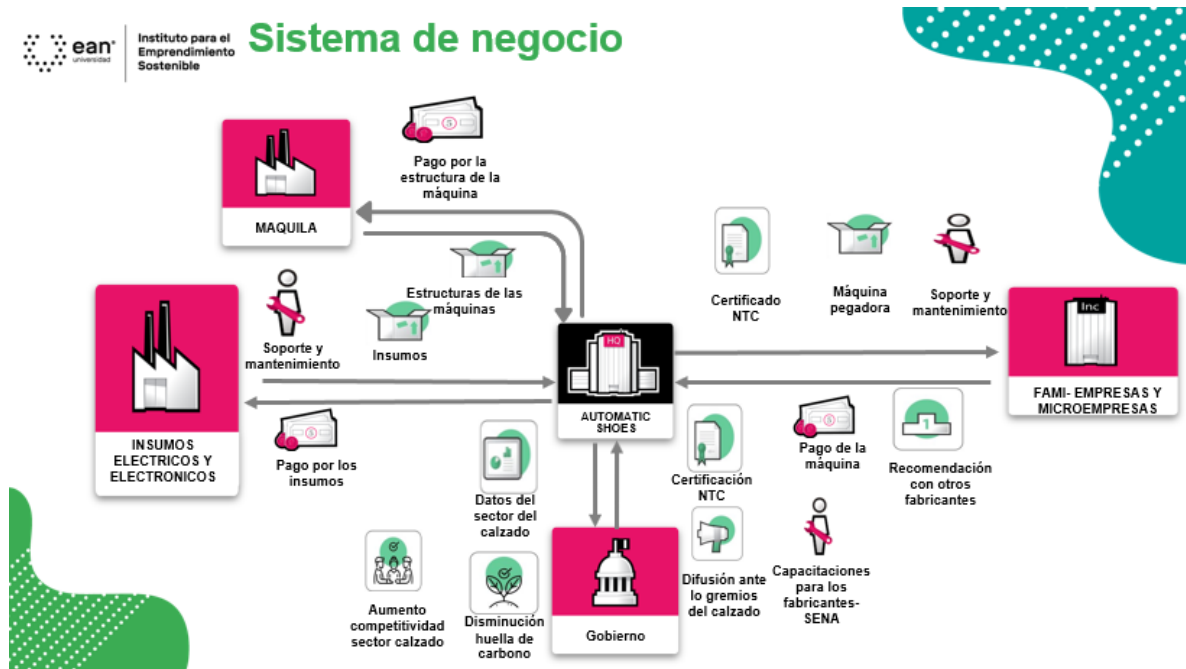 ean
universidad
Instituto para el
Emprendimiento
Sostenible
Sistema de negocio
Pago por la
estructura de la
máquina
MAQUILA
Estructuras de las
máquinas
Soporte y
mantenimiento
Insumos
Certificado
NTC
Máquina
pegadora
Soporte y
mantenimiento
HQ
Inc
AUTOMATIC
SHOES
FAMI- EMPRESAS Y
MICROEMPRESAS
INSUMOS
ELECTRICOS Y
ELECTRONICOS
Pago por los
insumos
Datos del
sector del
calzado
Certificación
NTC
Pago de la
máquina
1
Recomendación
con otros
fabricantes
Aumento
competitividad
sector calzado
Disminución
huella de
carbono
Gobierno
Difusión ante
lo gremios
del calzado
Capacitaciones
para los
fabricantes-
SENA